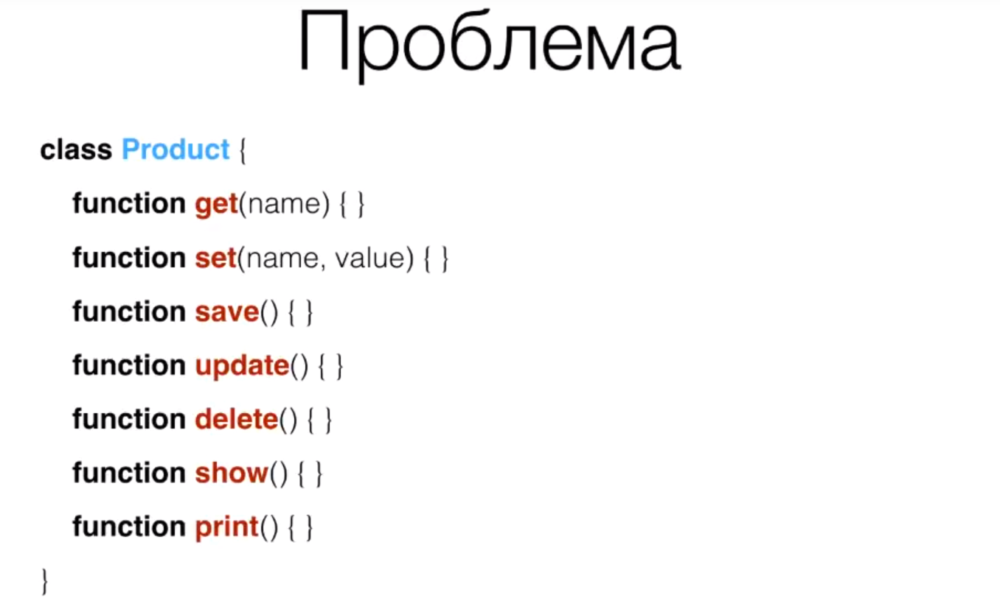 Проблема
class Product {
function get(name) { }
function set(name, value) { }
function save() { }
function update() { }
function delete() { }
function show() { }
function print() { }
}